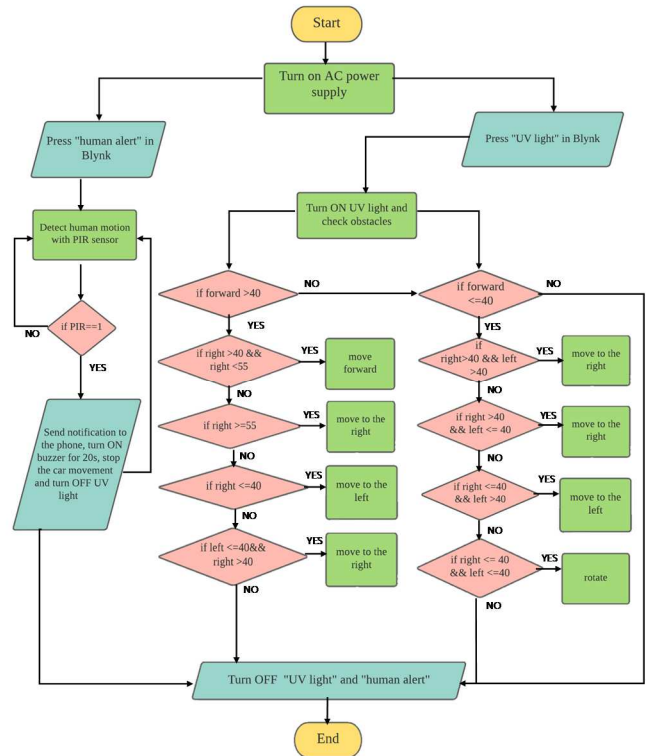 Start
Turn on AC power
supply
Press "human alert" in
Blynk
Press "UV light" in Blynk
Detect human motion
with PIR sensor
Turn ON UV light and
check obstacles
if PIR==1
NO
YES
Send notification to
the phone, turn ON
buzzer for 20s, stop
the car movement
and turn OFF UV
light
if forward >40
NO
YES
if right >40 &&
right <55
YES
move
forward
NO
if right >=55
YES
move to the
right
NO
if right <=40
YES
move to the
left
NO
if left <=40&&
right >40
YES
move to the
right
NO
if forward
<=40
NO
YES
if
right>40 && left
>40
YES
move to the
right
NO
if right >40
&& left <= 40
YES
move to the
right
NO
if right <=40
&& left >40
YES
move to the
left
NO
if right <= 40
&& left <=40
YES
rotate
NO
Turn OFF "UV light" and "human alert"
End